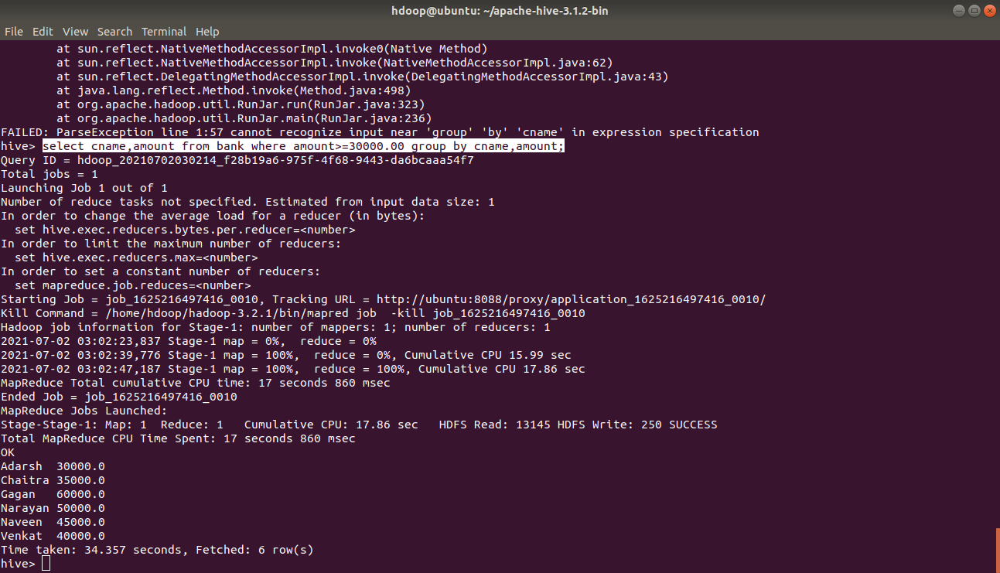 hdoop@ubuntu: ~/apache-hive-3.1.2-bin
File Edit View Search Terminal Help
at sun.reflect.NativeMethodAccessorImpl.invoke0(Native Method)
at sun.reflect.NativeMethodAccessorImpl.invoke(NativeMethodAccessorImpl.java:62)
at sun.reflect.DelegatingMethodAccessorImpl.invoke(DelegatingMethodAccessorImpl.java:43)
at java.lang.reflect.Method.invoke(Method.java:498)
at org.apache.hadoop.util.RunJar.run(RunJar.java:323)
at org.apache.hadoop.util.RunJar.main(RunJar.java:236)
FAILED: ParseException line 1:57 cannot recognize input near 'group' 'by' 'cname' in expression specification
hive> select cname,amount from bank where amount>=30000.00 group by cname,amount;
Query ID = hdoop_20210702030214_f28b19a6-975f-4f68-9443-da6bcaaa54f7
Total jobs = 1
Launching Job 1 out of 1
Number of reduce tasks not specified. Estimated from input data size: 1
In order to change the average load for a reducer (in bytes):
  set hive.exec.reducers.bytes.per.reducer=<number>
In order to limit the maximum number of reducers:
  set hive.exec.reducers.max=<number>
In order to set a constant number of reducers:
  set mapreduce.job.reduces=<number>
Starting Job = job_1625216497416_0010, Tracking URL = http://ubuntu:8088/proxy/application_1625216497416_0010/
Kill Command = /home/hdoop/hadoop-3.2.1/bin/mapred job  -kill job_1625216497416_0010
Hadoop job information for Stage-1: number of mappers: 1; number of reducers: 1
2021-07-02 03:02:23,837 Stage-1 map = 0%,  reduce = 0%
2021-07-02 03:02:39,776 Stage-1 map = 100%,  reduce = 0%, Cumulative CPU 15.99 sec
2021-07-02 03:02:47,187 Stage-1 map = 100%,  reduce = 100%, Cumulative CPU 17.86 sec
MapReduce Total cumulative CPU time: 17 seconds 860 msec
Ended Job = job_1625216497416_0010
MapReduce Jobs Launched:
Stage-Stage-1: Map: 1  Reduce: 1   Cumulative CPU: 17.86 sec   HDFS Read: 13145 HDFS Write: 250 SUCCESS
Total MapReduce CPU Time Spent: 17 seconds 860 msec
OK
Adarsh  30000.0
Chaitra 35000.0
Gagan   60000.0
Narayan 50000.0
Naveen  45000.0
Venkat  40000.0
Time taken: 34.357 seconds, Fetched: 6 row(s)
hive>